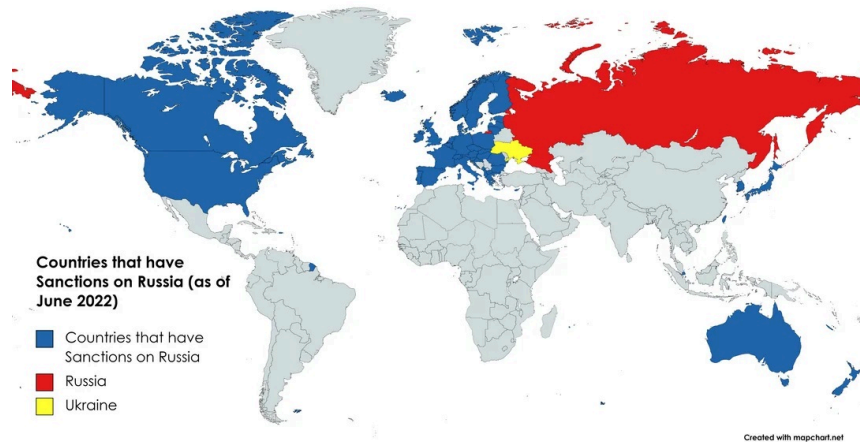 Countries that have
Sanctions on Russia (as of
June 2022)
Countries that have
Sanctions on Russia
Russia
Ukraine
Created with mapchart.net